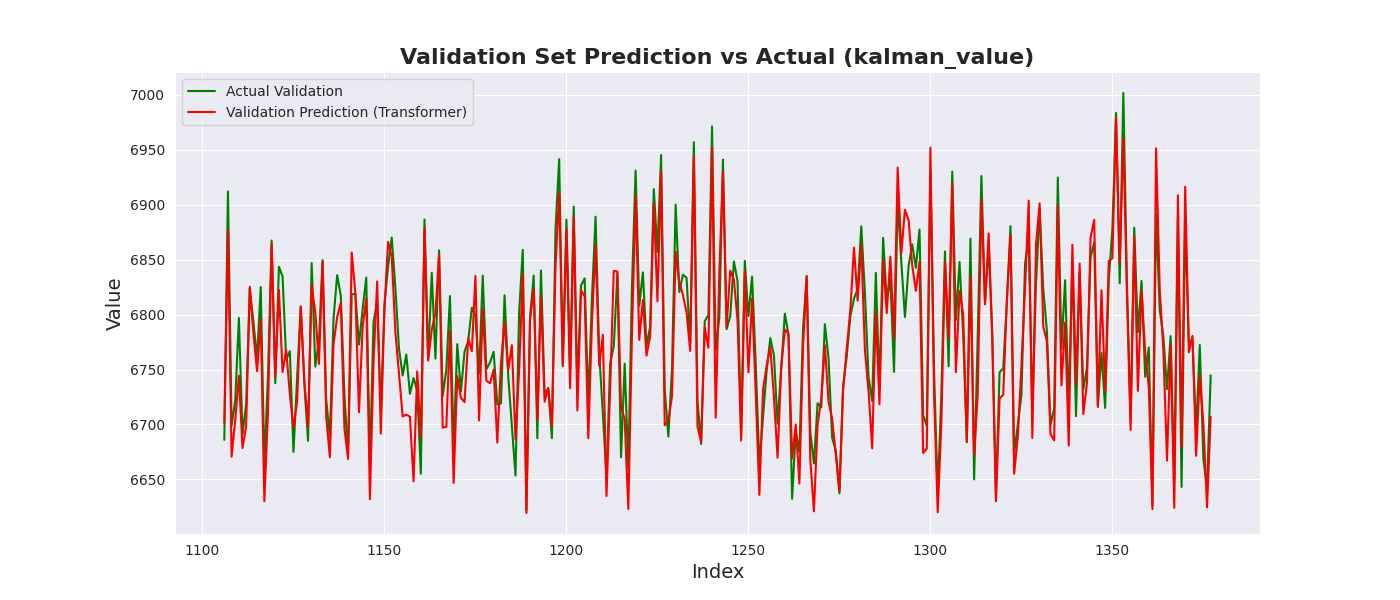 Validation Set Prediction vs Actual (kalman_value)
Actual Validation
Validation Prediction (Transformer)
Value
7000
6950
6900
6850
6800
6750
6700
6650
1100 1150 1200 1250 1300 1350
Index